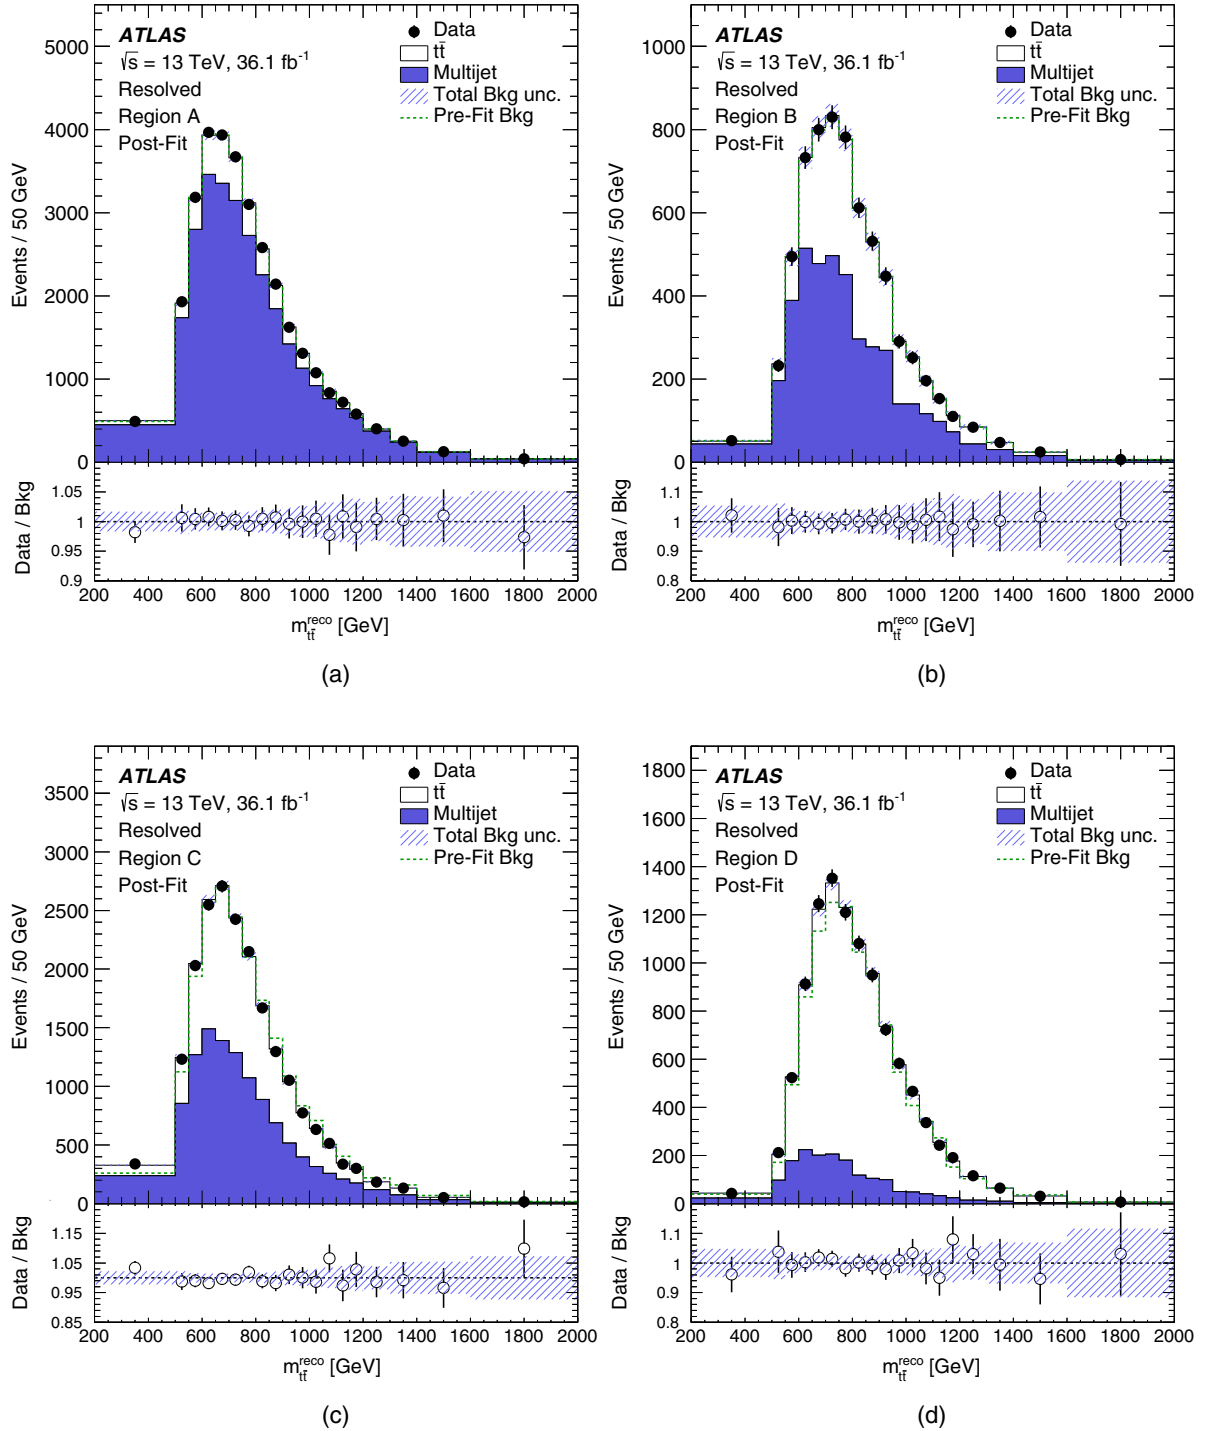 ATLAS
√s = 13 TeV, 36.1 fb⁻¹
Resolved
Region A
Post-Fit
Data
tt̄
Multijet
Total Bkg unc.
Pre-Fit Bkg
Events / 50 GeV
5000
4000
3000
2000
1000
0
Data / Bkg
1.05
1
0.95
0.9
200 400 600 800 1000 1200 1400 1600 1800 2000
m_tt̄^reco [GeV]
(a)
ATLAS
√s = 13 TeV, 36.1 fb⁻¹
Resolved
Region B
Post-Fit
Data
tt̄
Multijet
Total Bkg unc.
Pre-Fit Bkg
Events / 50 GeV
1000
800
600
400
200
0
Data / Bkg
1.1
1
0.9
0.8
200 400 600 800 1000 1200 1400 1600 1800 2000
m_tt̄^reco [GeV]
(b)
ATLAS
√s = 13 TeV, 36.1 fb⁻¹
Resolved
Region C
Post-Fit
Data
tt̄
Multijet
Total Bkg unc.
Pre-Fit Bkg
Events / 50 GeV
3500
3000
2500
2000
1500
1000
500
0
Data / Bkg
1.15
1.05
0.95
0.85
200 400 600 800 1000 1200 1400 1600 1800 2000
m_tt̄^reco [GeV]
(c)
ATLAS
√s = 13 TeV, 36.1 fb⁻¹
Resolved
Region D
Post-Fit
Data
tt̄
Multijet
Total Bkg unc.
Pre-Fit Bkg
Events / 50 GeV
1800
1600
1400
1200
1000
800
600
400
200
0
Data / Bkg
1.1
1
0.9
0.8
200 400 600 800 1000 1200 1400 1600 1800 2000
m_tt̄^reco [GeV]
(d)